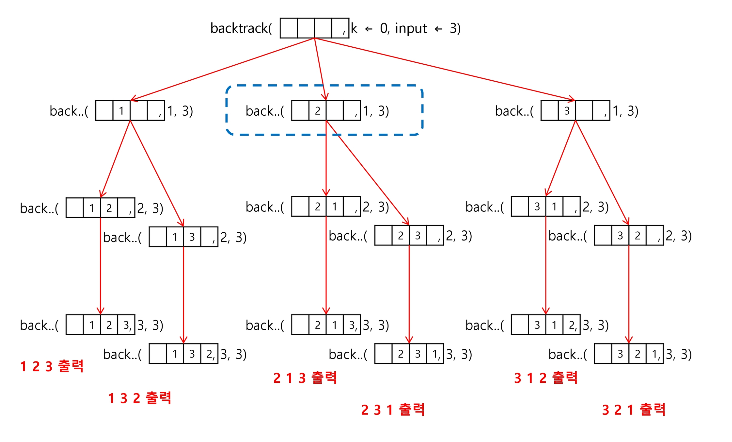 backtrack( , k ← 0, input ← 3)
back..( 1 , 1, 3)
back..( 2 , 1, 3)
back..( 3 , 1, 3)
back..( 1 2 , 2, 3)
back..( 1 3 , 2, 3)
back..( 2 1 , 2, 3)
back..( 2 3 , 2, 3)
back..( 3 1 , 2, 3)
back..( 3 2 , 2, 3)
back..( 1 2 3, 3, 3)
back..( 1 3 2, 3, 3)
back..( 2 1 3, 3, 3)
back..( 2 3 1, 3, 3)
back..( 3 1 2, 3, 3)
back..( 3 2 1, 3, 3)
1 2 3 출력
1 3 2 출력
2 1 3 출력
2 3 1 출력
3 1 2 출력
3 2 1 출력